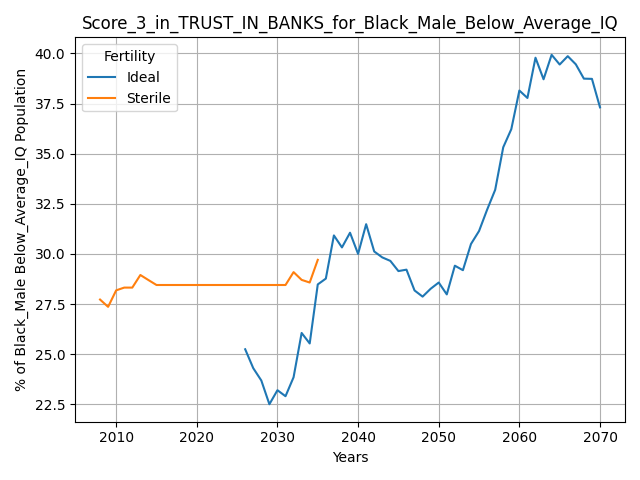 Score_3_in_TRUST_IN_BANKS_for_Black_Male_Below_Average_IQ
Fertility
Ideal
Sterile
% of Black_Male Below_Average_IQ Population
40.0
37.5
35.0
32.5
30.0
27.5
25.0
22.5
2010 2020 2030 2040 2050 2060 2070
Years